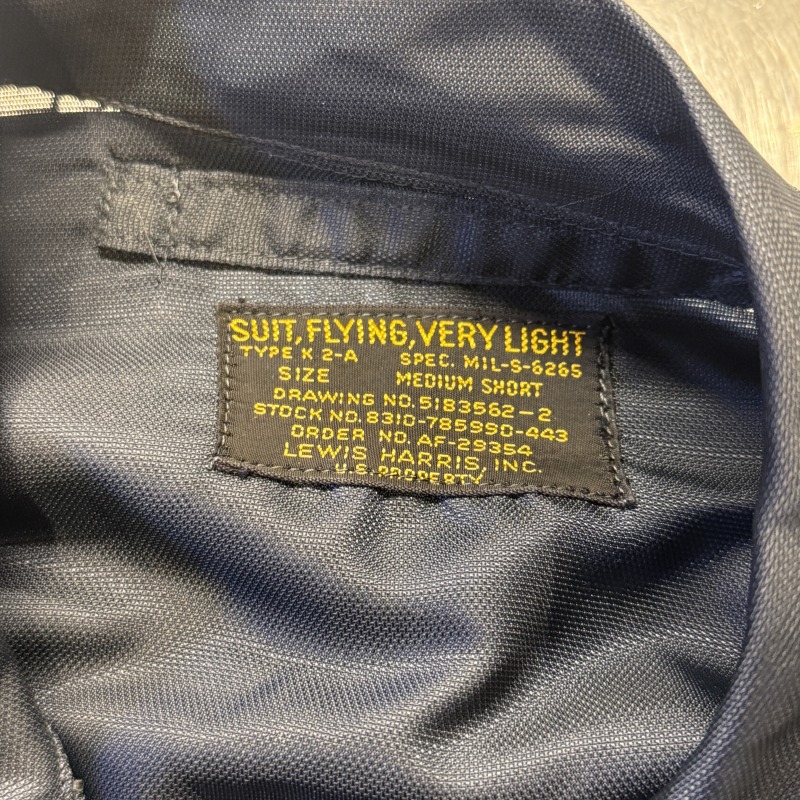 SUIT, FLYING, VERY LIGHT
TYPE K 2-A SPEC. MIL-S-6265
SIZE MEDIUM SHORT
DRAWING NO. 51B3562-2
STOCK NO. 8310-785990-443
ORDER NO. AF-29354
LEWIS HARRIS, INC.
U.S. PROPERTY